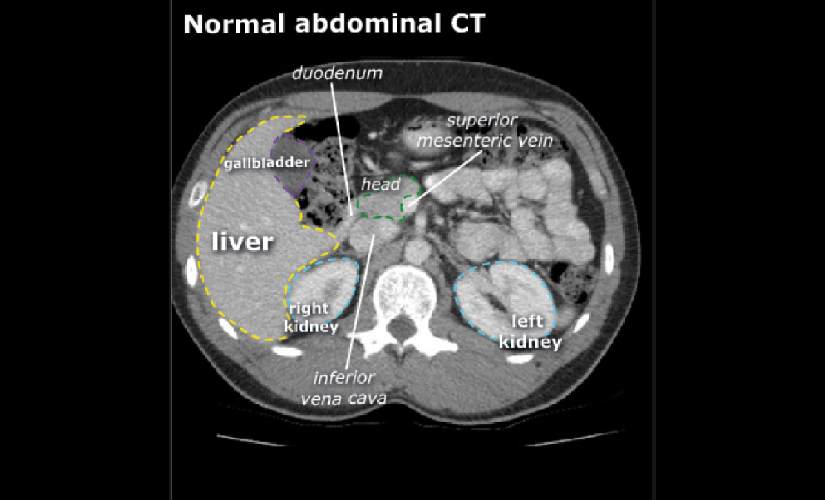 Normal abdominal CT
duodenum
superior
mesenteric vein
gallbladder
head
liver
right
kidney
left
kidney
inferior
vena cava